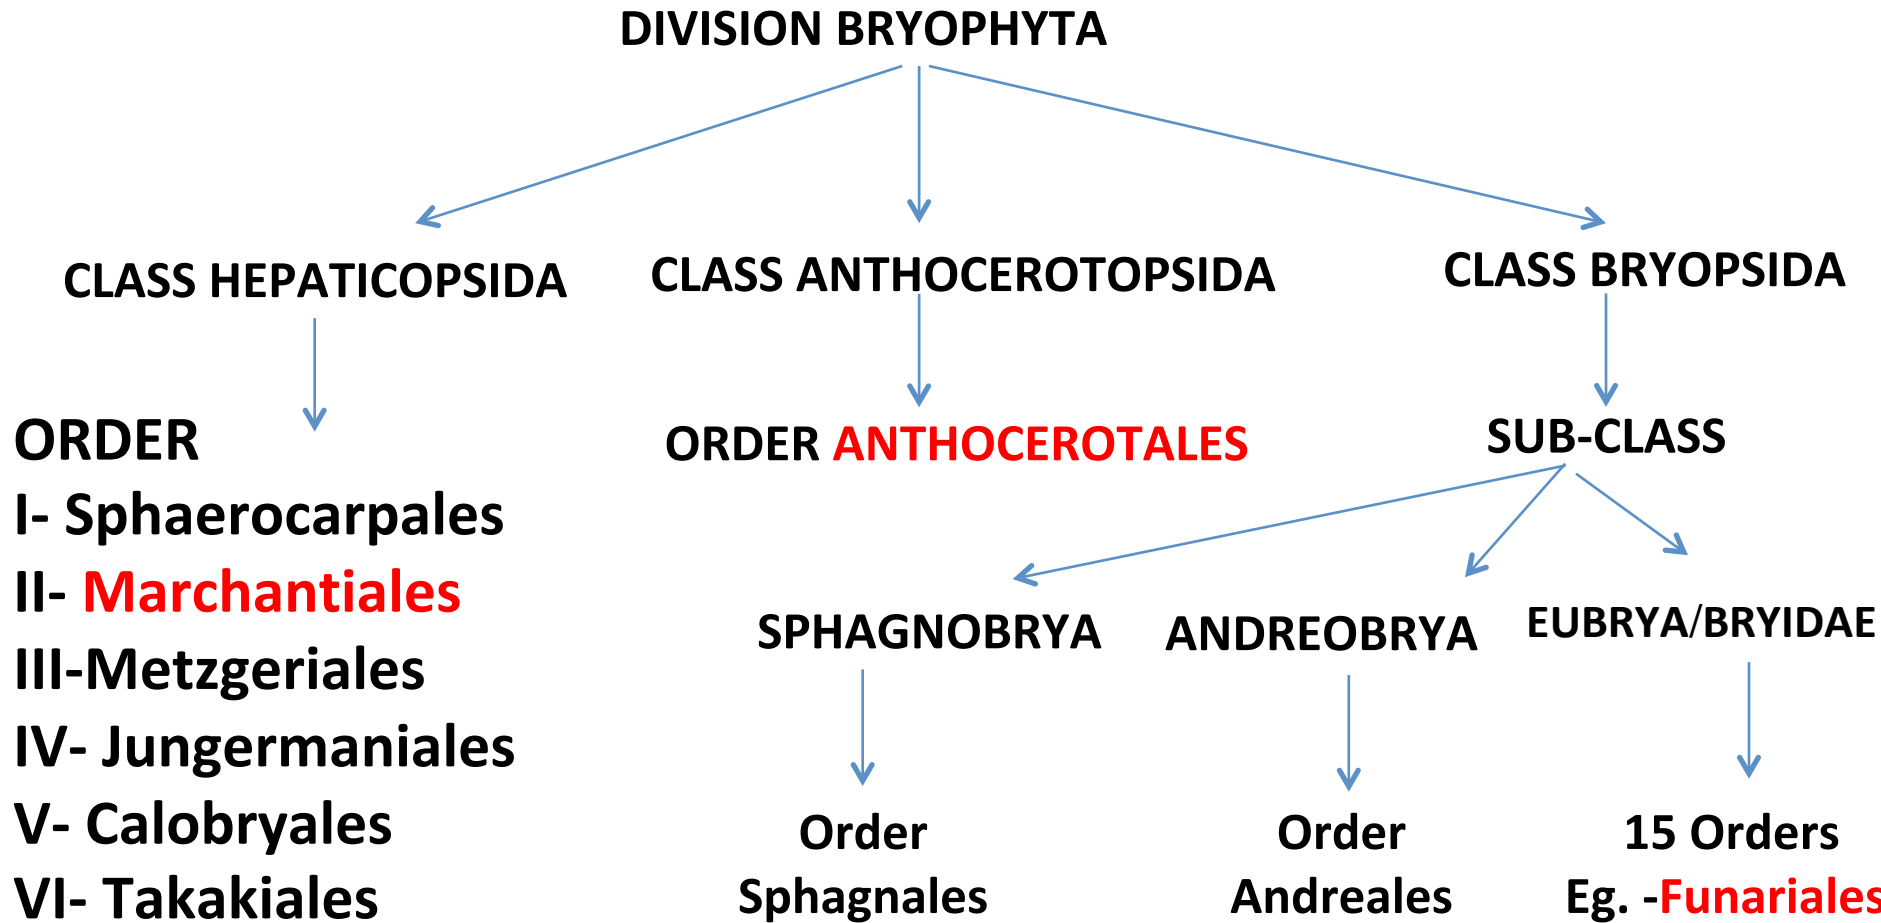 DIVISION BRYOPHYTA
CLASS HEPATICOPSIDA
CLASS ANTHOCEROTOPSIDA
CLASS BRYOPSIDA
ORDER
I- Sphaerocarpales
II- Marchantiales
III-Metzgeriales
IV- Jungermaniales
V- Calobryales
VI- Takakiales
ORDER ANTHOCEROTALES
SUB-CLASS
SPHAGNOBRYA
ANDREOBRYA
EUBRYA/BRYIDAE
Order
Sphagnales
Order
Andreales
15 Orders
Eg. -Funariales